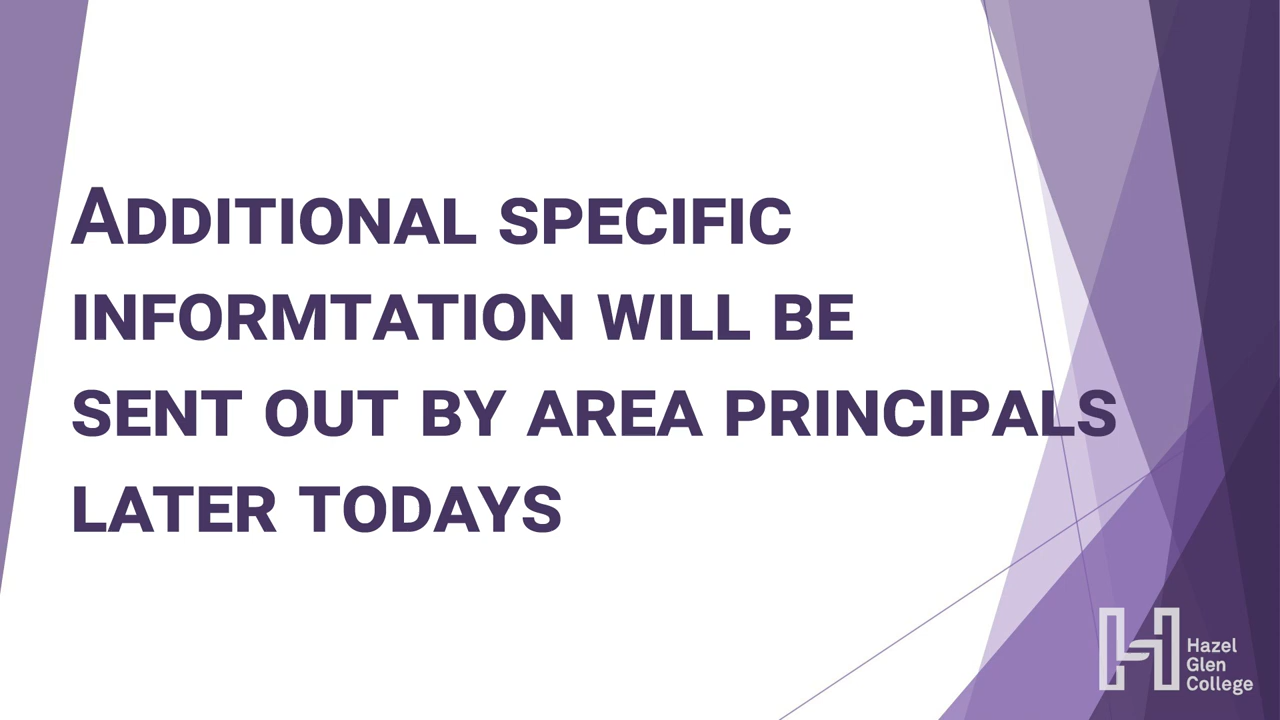 Additional specific
informtation will be
sent out by area principals
later todays
Hazel
Glen
College